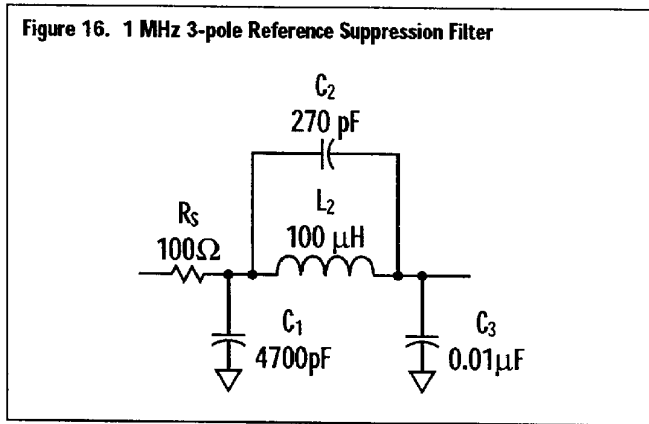 Figure 16. 1 MHz 3-pole Reference Suppression Filter
C2
270 pF
L2
100 μH
RS
100Ω
C1
4700pF
C3
0.01μF